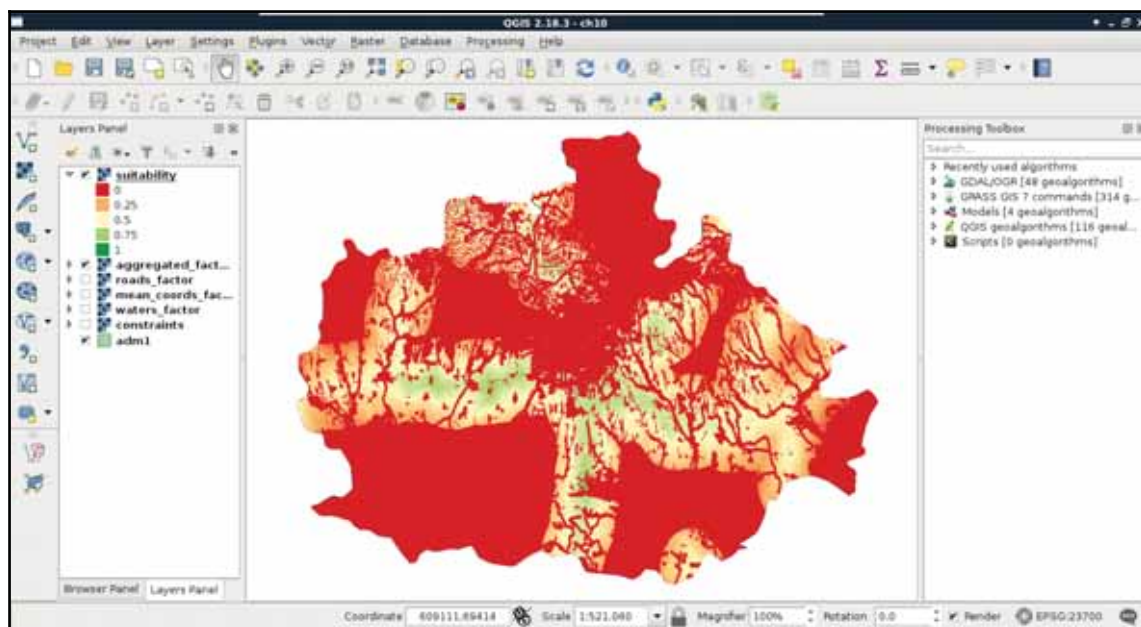 QGIS 2.18.3 - ch10
Project Edit View Layer Settings Plugins Vector Raster Database Processing Help
Layers Panel
suitability
0
0.25
0.5
0.75
1
aggregated_fact...
roads_factor
mean_coords_fac...
waters_factor
constraints
adm1
Browser Panel Layers Panel
Processing Toolbox
Search...
Recently used algorithms
GDAL/OGR [48 geoalgorithms]
GRASS GIS 7 commands [314 g...
Models [4 geoalgorithms]
QGIS geoalgorithms [116 geoal...
Scripts [0 geoalgorithms]
Coordinate 609111,69414 Scale 1:521,060 Magnifier 100% Rotation 0.0 Render EPSG:23700